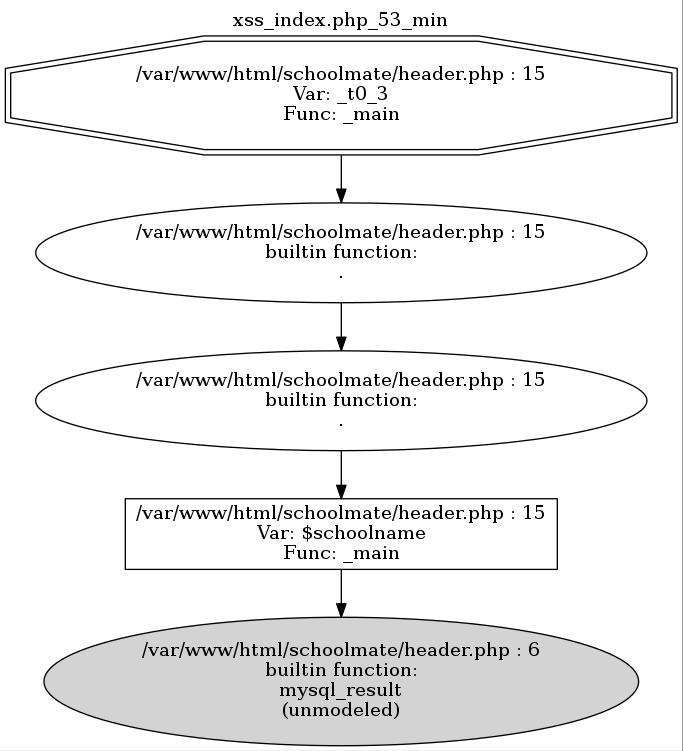 xss_index.php_53_min
/var/www/html/schoolmate/header.php : 15
Var: _t0_3
Func: _main
/var/www/html/schoolmate/header.php : 15
builtin function:
.
/var/www/html/schoolmate/header.php : 15
builtin function:
.
/var/www/html/schoolmate/header.php : 15
Var: $schoolname
Func: _main
/var/www/html/schoolmate/header.php : 6
builtin function:
mysql_result
(unmodeled)